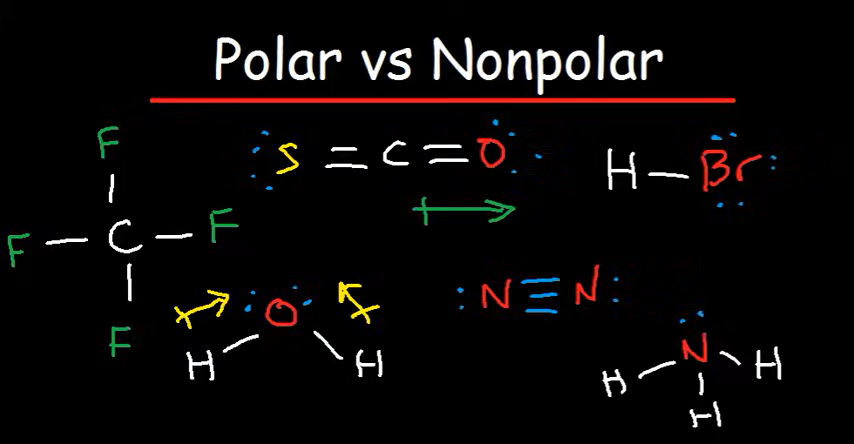 Polar vs Nonpolar
F
S = C = O
H — Br
F — C — F
F
O
H H
N ≡ N
N
H H
H